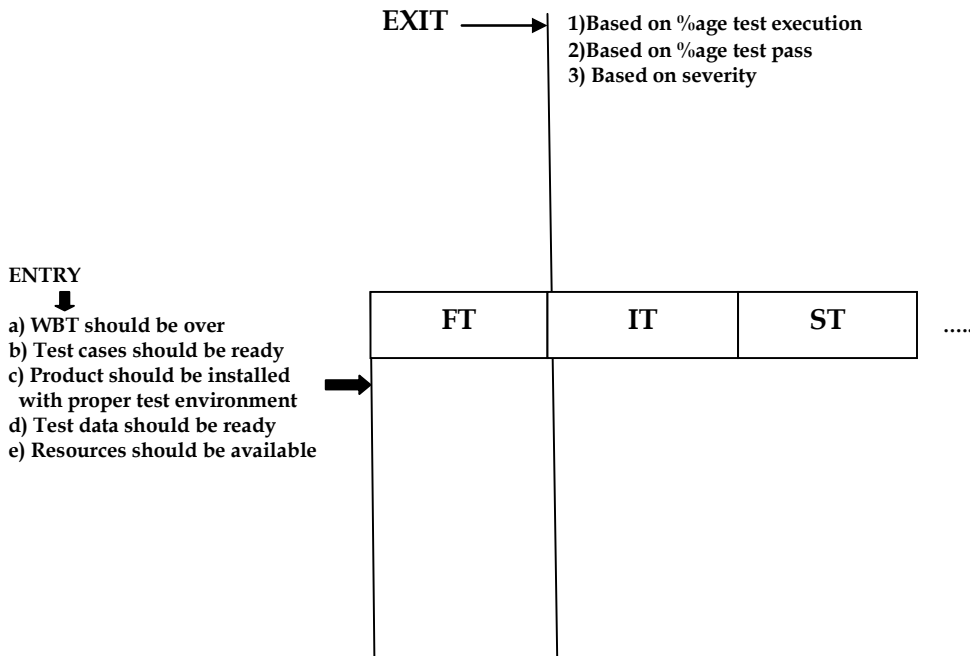 EXIT
1)Based on %age test execution
2)Based on %age test pass
3) Based on severity
ENTRY
a) WBT should be over
b) Test cases should be ready
c) Product should be installed
with proper test environment
d) Test data should be ready
e) Resources should be available
FT
IT
ST
.....